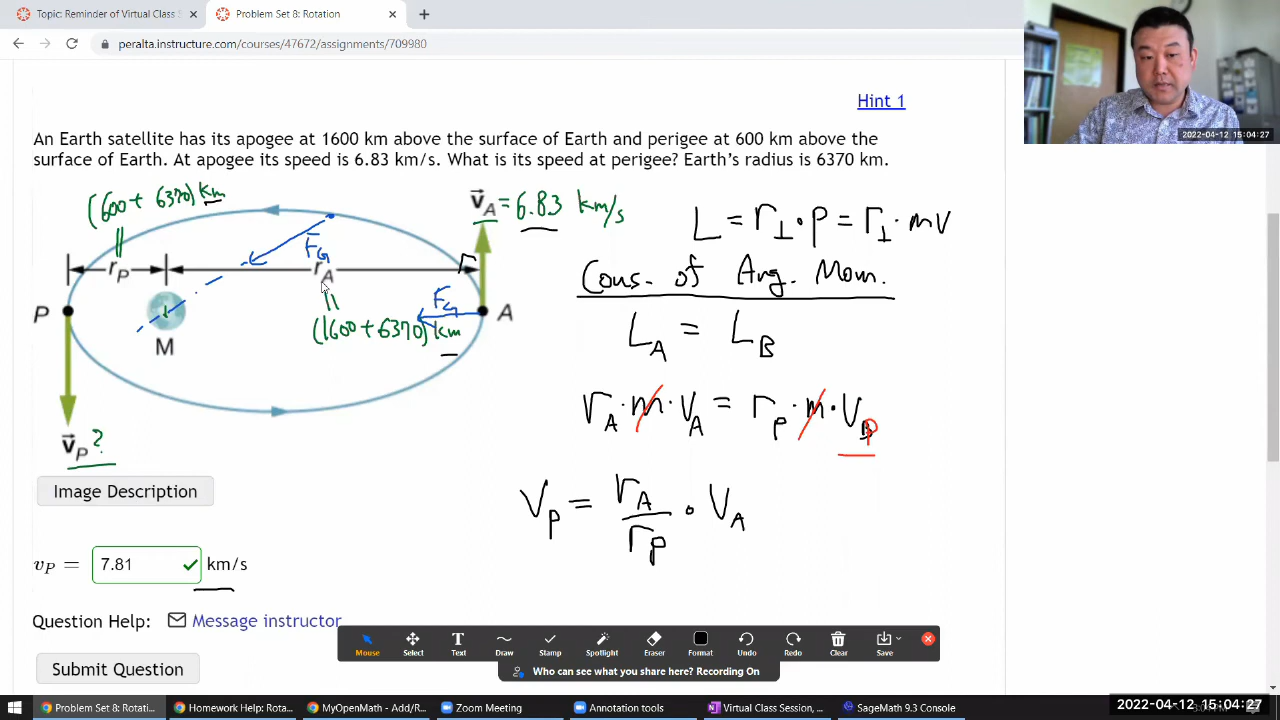 Topic: Reminder of Virtual Class S
Problem Set 8: Rotation
peralta.instructure.com/courses/47672/assignments/709980
2022-04-12 15:04:27
Hint 1
An Earth satellite has its apogee at 1600 km above the surface of Earth and perigee at 600 km above the
surface of Earth. At apogee its speed is 6.83 km/s. What is its speed at perigee? Earth's radius is 6370 km.
(600 + 6370) km
v⃗A = 6.83 km/s
L = r⊥ · p = r⊥ · mv
FG
rP
rA
Cons. of Ang. Mom.
FG
P
A
(1600 + 6370) km
M
LA = LB
rA · m · vA = rp · m · vp
v⃗P ?
Image Description
Vp = rA/rp · VA
vP = 7.81 km/s
Question Help: Message instructor
Mouse Select Text Draw Stamp Spotlight Eraser Format Undo Redo Clear Save
Submit Question
Who can see what you share here? Recording On
Problem Set 8: Rotatio
Homework Help: Rota
MyOpenMath - Add/R
Zoom Meeting
Annotation tools
Virtual Class Session,
SageMath 9.3 Console
2022-04-12 15:04:27